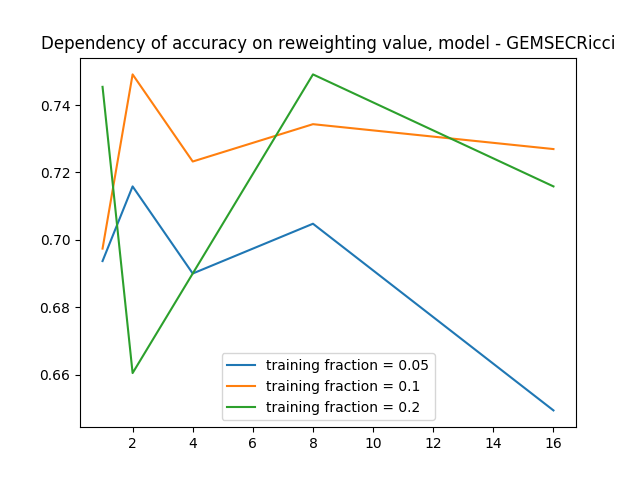 Dependency of accuracy on reweighting value, model - GEMSECRicci
0.74
0.72
0.70
0.68
0.66
training fraction = 0.05
training fraction = 0.1
training fraction = 0.2
2 4 6 8 10 12 14 16